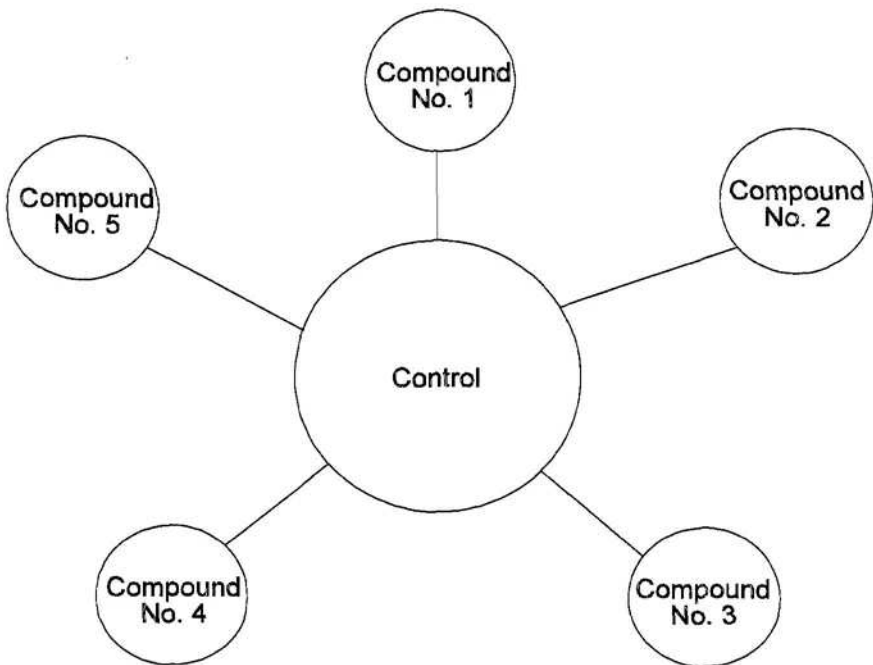 Compound
No. 1
Compound
No. 2
Compound
No. 5
Control
Compound
No. 4
Compound
No. 3